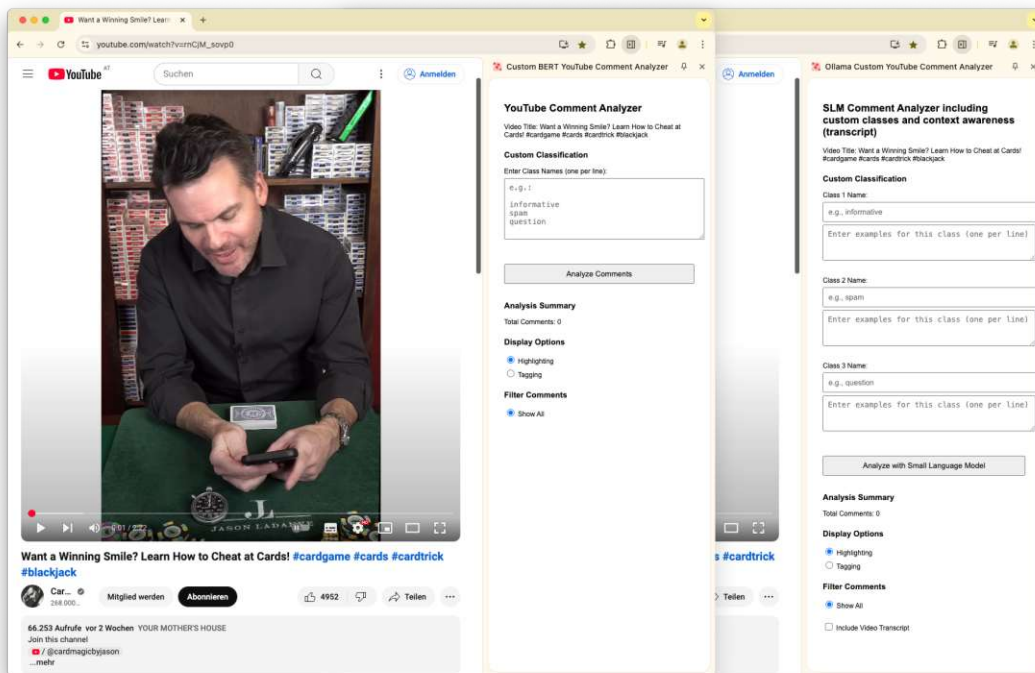 Want a Winning Smile? Learn
youtube.com/watch?v=rnCjM_sovp0
YouTube AT
Suchen
Anmelden
JL
JASON LADANYE
0:01 / 2:22
Want a Winning Smile? Learn How to Cheat at Cards! #cardgame #cards #cardtrick
#blackjack
Car...
268.000...
Mitglied werden
Abonnieren
4952
Teilen
66.253 Aufrufe vor 2 Wochen YOUR MOTHER'S HOUSE
Join this channel
/ @cardmagicbyjason
...mehr
Custom BERT YouTube Comment Analyzer
YouTube Comment Analyzer
Video Title: Want a Winning Smile? Learn How to Cheat at
Cards! #cardgame #cards #cardtrick #blackjack
Custom Classification
Enter Class Names (one per line):
e.g.:
informative
spam
question
Analyze Comments
Analysis Summary
Total Comments: 0
Display Options
Highlighting
Tagging
Filter Comments
Show All
Anmelden
s #cardtrick
Teilen
Ollama Custom YouTube Comment Analyzer
SLM Comment Analyzer including
custom classes and context awareness
(transcript)
Video Title: Want a Winning Smile? Learn How to Cheat at Cards!
#cardgame #cards #cardtrick #blackjack
Custom Classification
Class 1 Name:
e.g., informative
Enter examples for this class (one per line)
Class 2 Name:
e.g., spam
Enter examples for this class (one per line)
Class 3 Name:
e.g., question
Enter examples for this class (one per line)
Analyze with Small Language Model
Analysis Summary
Total Comments: 0
Display Options
Highlighting
Tagging
Filter Comments
Show All
Include Video Transcript